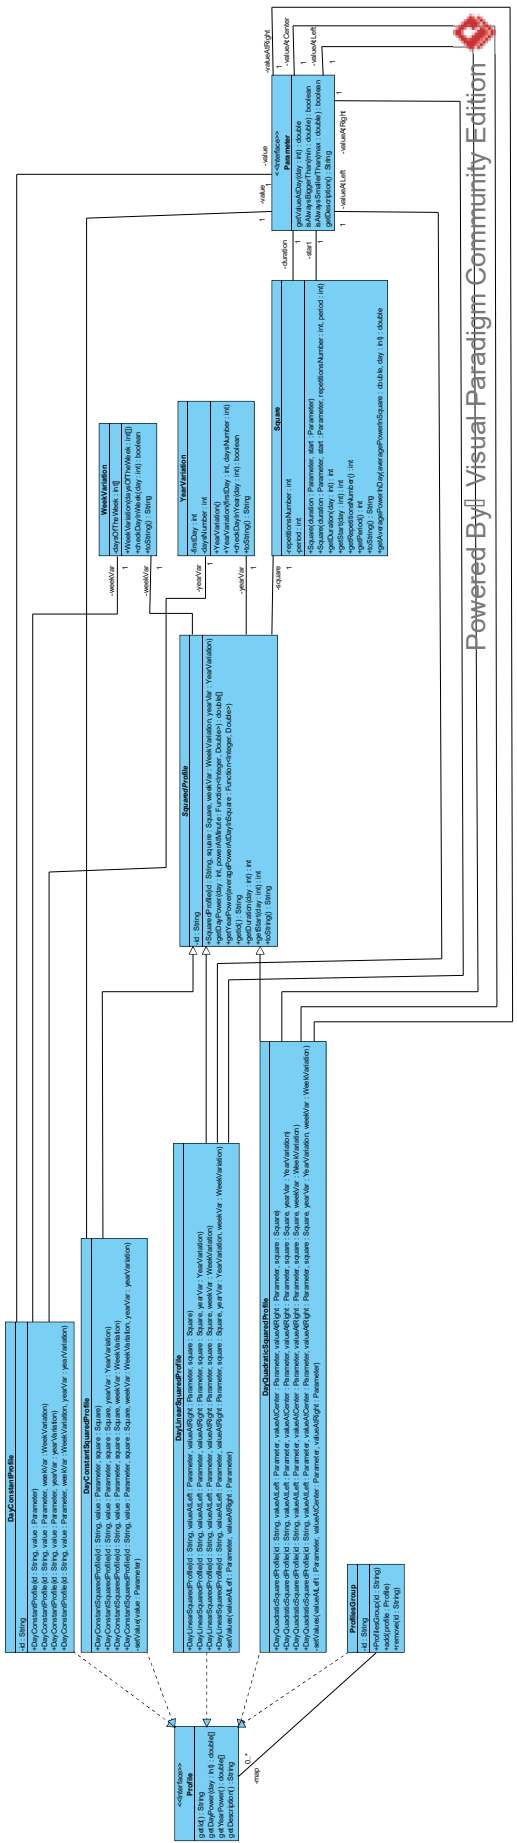 DayConstantProfile
-id : String
+DayConstantProfile(id : String, value : Parameter)
+DayConstantProfile(id : String, value : Parameter, weekVar : WeekVariation)
+DayConstantProfile(id : String, value : Parameter, yearVar : yearVariation)
+DayConstantProfile(id : String, value : Parameter, weekVar : WeekVariation, yearVar : yearVariation)
DayConstantSquaredProfile
+DayConstantSquaredProfile(id : String, value : Parameter, square : Square)
+DayConstantSquaredProfile(id : String, value : Parameter, square : Square, yearVar : YearVariation)
+DayConstantSquaredProfile(id : String, value : Parameter, square : Square, weekVar : WeekVariation)
+DayConstantSquaredProfile(id : String, value : Parameter, square : Square, weekVar : WeekVariation, yearVar : yearVariation)
-setValue(value : Parameter)
WeekVariation
-daysOfTheWeek : int[]
+WeekVariation(daysOfTheWeek : int[])
+checkDayInWeek(day : int) : boolean
+toString() : String
YearVariation
-firstDay : int
-daysNumber : int
+YearVariation()
+YearVariation(firstDay : int, daysNumber : int)
+checkDayInYear(day : int) : boolean
+toString() : String
<<Interface>>
Profile
getId() : String
getDayPower(day : int) : double[]
getYearPower() : double[]
getDescription() : String
DayLinearSquaredProfile
+DayLinearSquaredProfile(id : String, valueAtLeft : Parameter, valueAtRight : Parameter, square : Square)
+DayLinearSquaredProfile(id : String, valueAtLeft : Parameter, valueAtRight : Parameter, square : Square, yearVar : YearVariation)
+DayLinearSquaredProfile(id : String, valueAtLeft : Parameter, valueAtRight : Parameter, square : Square, weekVar : WeekVariation)
+DayLinearSquaredProfile(id : String, valueAtLeft : Parameter, valueAtRight : Parameter, square : Square, yearVar : YearVariation, weekVar : WeekVariation)
-setValues(valueAtLeft : Parameter, valueAtRight : Parameter)
SquaredProfile
-id : String
+SquaredProfile(id : String, square : Square, weekVar : WeekVariation, yearVar : YearVariation)
+getDayPower(day : int, powerAtMinute : Function<Integer, Double>) : double[]
+getYearPower(averagePowerAtDayInSquare : Function<Integer, Double>)
+getId() : String
+getDuration(day : int) : int
+getStart(day : int) : int
+toString() : String
DayQuadraticSquaredProfile
+DayQuadraticSquaredProfile(id : String, valueAtLeft : Parameter, valueAtCenter : Parameter, valueAtRight : Parameter, square : Square)
+DayQuadraticSquaredProfile(id : String, valueAtLeft : Parameter, valueAtCenter : Parameter, valueAtRight : Parameter, square : Square, yearVar : YearVariation)
+DayQuadraticSquaredProfile(id : String, valueAtLeft : Parameter, valueAtCenter : Parameter, valueAtRight : Parameter, square : Square, weekVar : WeekVariation)
+DayQuadraticSquaredProfile(id : String, valueAtLeft : Parameter, valueAtCenter : Parameter, valueAtRight : Parameter, square : Square, yearVar : YearVariation, weekVar : WeekVariation)
-setValues(valueAtLeft : Parameter, valueAtCenter : Parameter, valueAtRight : Parameter)
Square
-repetitionsNumber : int
-period : int
+Square(duration : Parameter, start : Parameter)
+Square(duration : Parameter, start : Parameter, repetitionsNumber : int, period : int)
+getDuration(day : int) : int
+getStart(day : int) : int
+getRepetitionsNumber() : int
+getPeriod() : int
+toString() : String
+getAveragePowerInDay(averagePowerInSquare : double, day : int) : double
<<Interface>>
Parameter
getValueAtDay(day : int) : double
isAlwaysBiggerThan(min : double) : boolean
isAlwaysSmallerThan(max : double) : boolean
getDescription() : String
ProfilesGroup
-id : String
+ProfilesGroup(id : String)
+add(profile : Profile)
+remove(id : String)
-map
0..*
-weekVar
1
-weekVar
1
-yearVar
1
-yearVar
1
-square
1
-duration
1
-start
1
-value
1
-value
1
-valueAtLeft
1
-valueAtRight
1
-valueAtLeft
1
-valueAtCenter
1
-valueAtRight
1
Powered By Visual Paradigm Community Edition